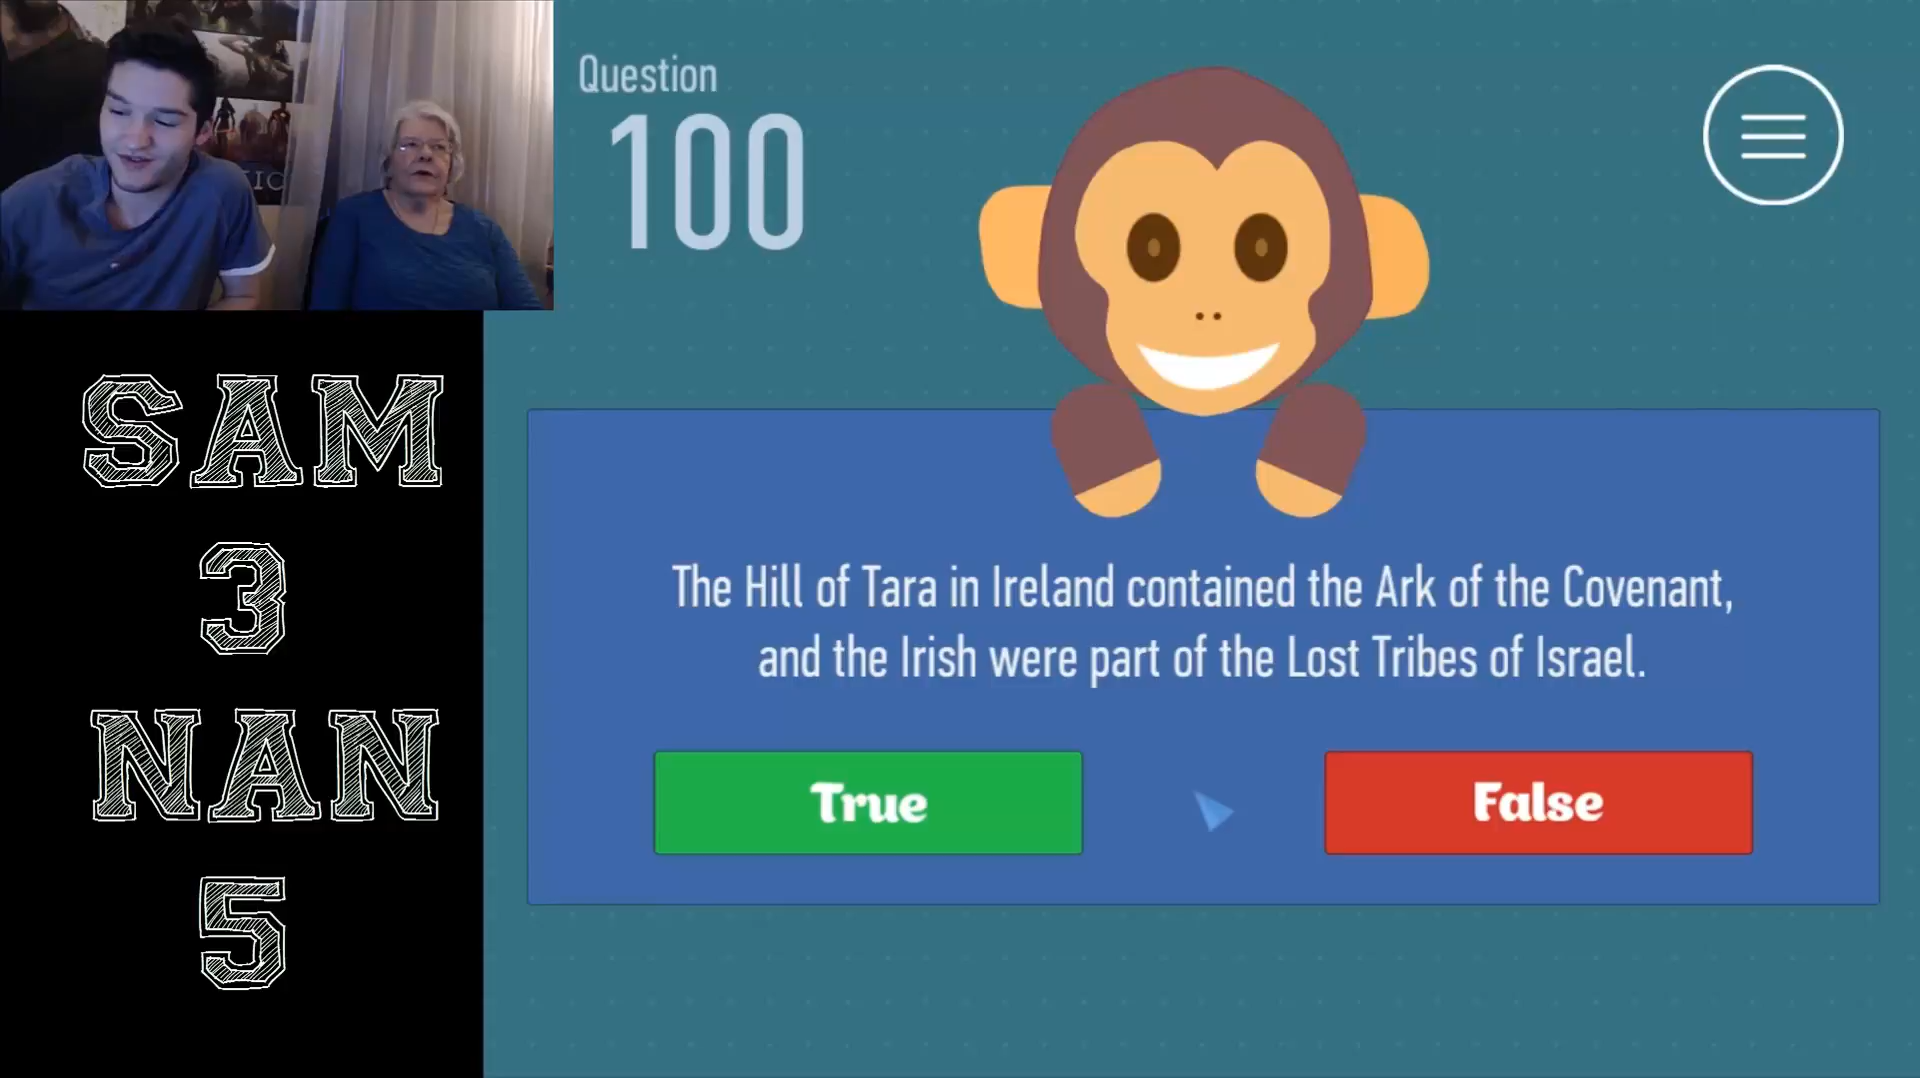 Question
100
SAM
3
NAN
5
The Hill of Tara in Ireland contained the Ark of the Covenant,
and the Irish were part of the Lost Tribes of Israel.
True
False